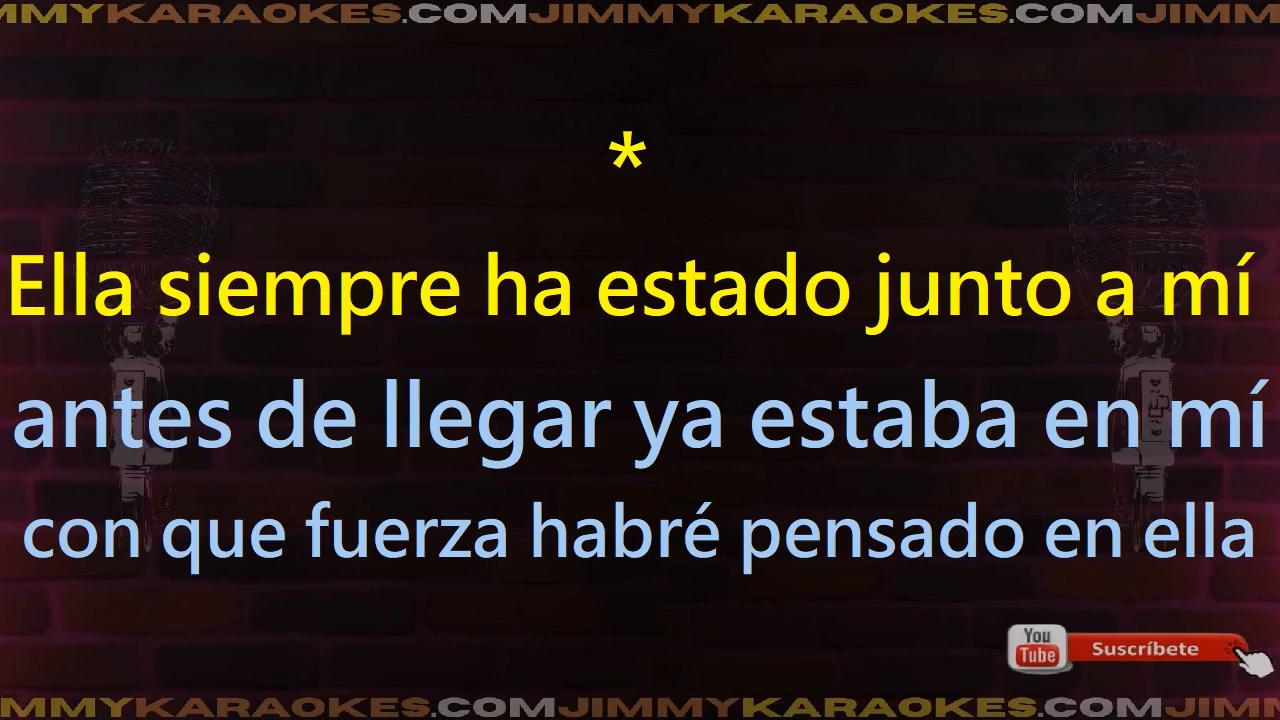 MMYKARAOKES.COMJIMMYKARAOKES.COMJIMM
*
Ella siempre ha estado junto a mí
antes de llegar ya estaba en mí
con que fuerza habré pensado en ella
You
Tube
Suscríbete
MMYKARAOKES.COMJIMMYKARAOKES.COMJIMM